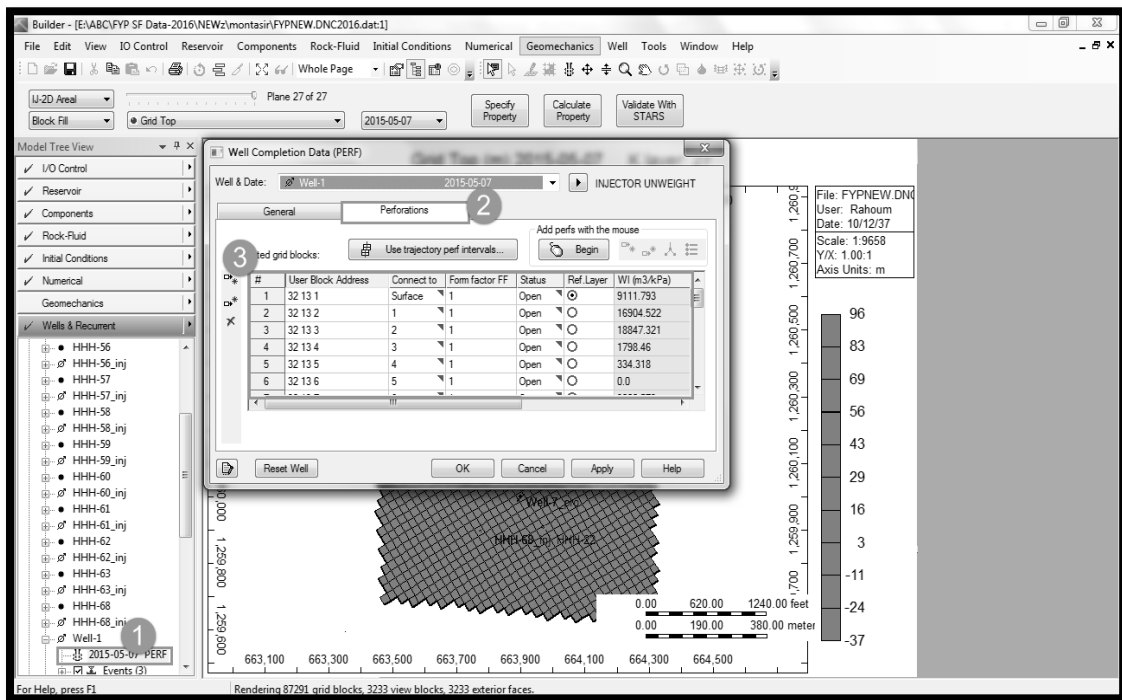 Builder - [E:\ABC\FYP SF Data-2016\NEWz\montasir\FYPNEW.DNC2016.dat:1]
File Edit View IO Control Reservoir Components Rock-Fluid Initial Conditions Numerical Geomechanics Well Tools Window Help
Whole Page
IJ-2D Areal
Plane 27 of 27
Block Fill
Grid Top
2015-05-07
Specify Property
Calculate Property
Validate With STARS
Model Tree View
I/O Control
Reservoir
Components
Rock-Fluid
Initial Conditions
Numerical
Geomechanics
Wells & Recurrent
HHH-56
HHH-56_inj
HHH-57
HHH-57_inj
HHH-58
HHH-58_inj
HHH-59
HHH-59_inj
HHH-60
HHH-60_inj
HHH-61
HHH-61_inj
HHH-62
HHH-62_inj
HHH-63
HHH-63_inj
HHH-68
HHH-68_inj
Well-1
1
2015-05-07 PERF
Events (3)
Grid Top (m) 2015-05-07 K layer
Well Completion Data (PERF)
Well & Date: Well-1 2015-05-07 INJECTOR UNWEIGHT
General
Perforations
2
3
ted grid blocks:
Use trajectory perf intervals...
Add perfs with the mouse
Begin
# User Block Address Connect to Form factor FF Status Ref.Layer WI (m3/kPa)
1 32 13 1 Surface 1 Open 9111.793
2 32 13 2 1 1 Open 16904.522
3 32 13 3 2 1 Open 18847.321
4 32 13 4 3 1 Open 1798.46
5 32 13 5 4 1 Open 334.318
6 32 13 6 5 1 Open 0.0
Reset Well
OK
Cancel
Apply
Help
Well-7_pro
HHH-68_inj HHH-22
1,260,700
1,260,500
1,260,300
1,260,100
1,259,900
1,259,800
1,259,600
663,100 663,300 663,500 663,700 663,900 664,100 664,300 664,500
0.00 620.00 1240.00 feet
0.00 190.00 380.00 meter
File: FYPNEW.DNC
User: Rahoum
Date: 10/12/37
Scale: 1:9658
Y/X: 1.00:1
Axis Units: m
96
83
69
56
43
29
16
3
-11
-24
-37
For Help, press F1
Rendering 87291 grid blocks, 3233 view blocks, 3233 exterior faces.